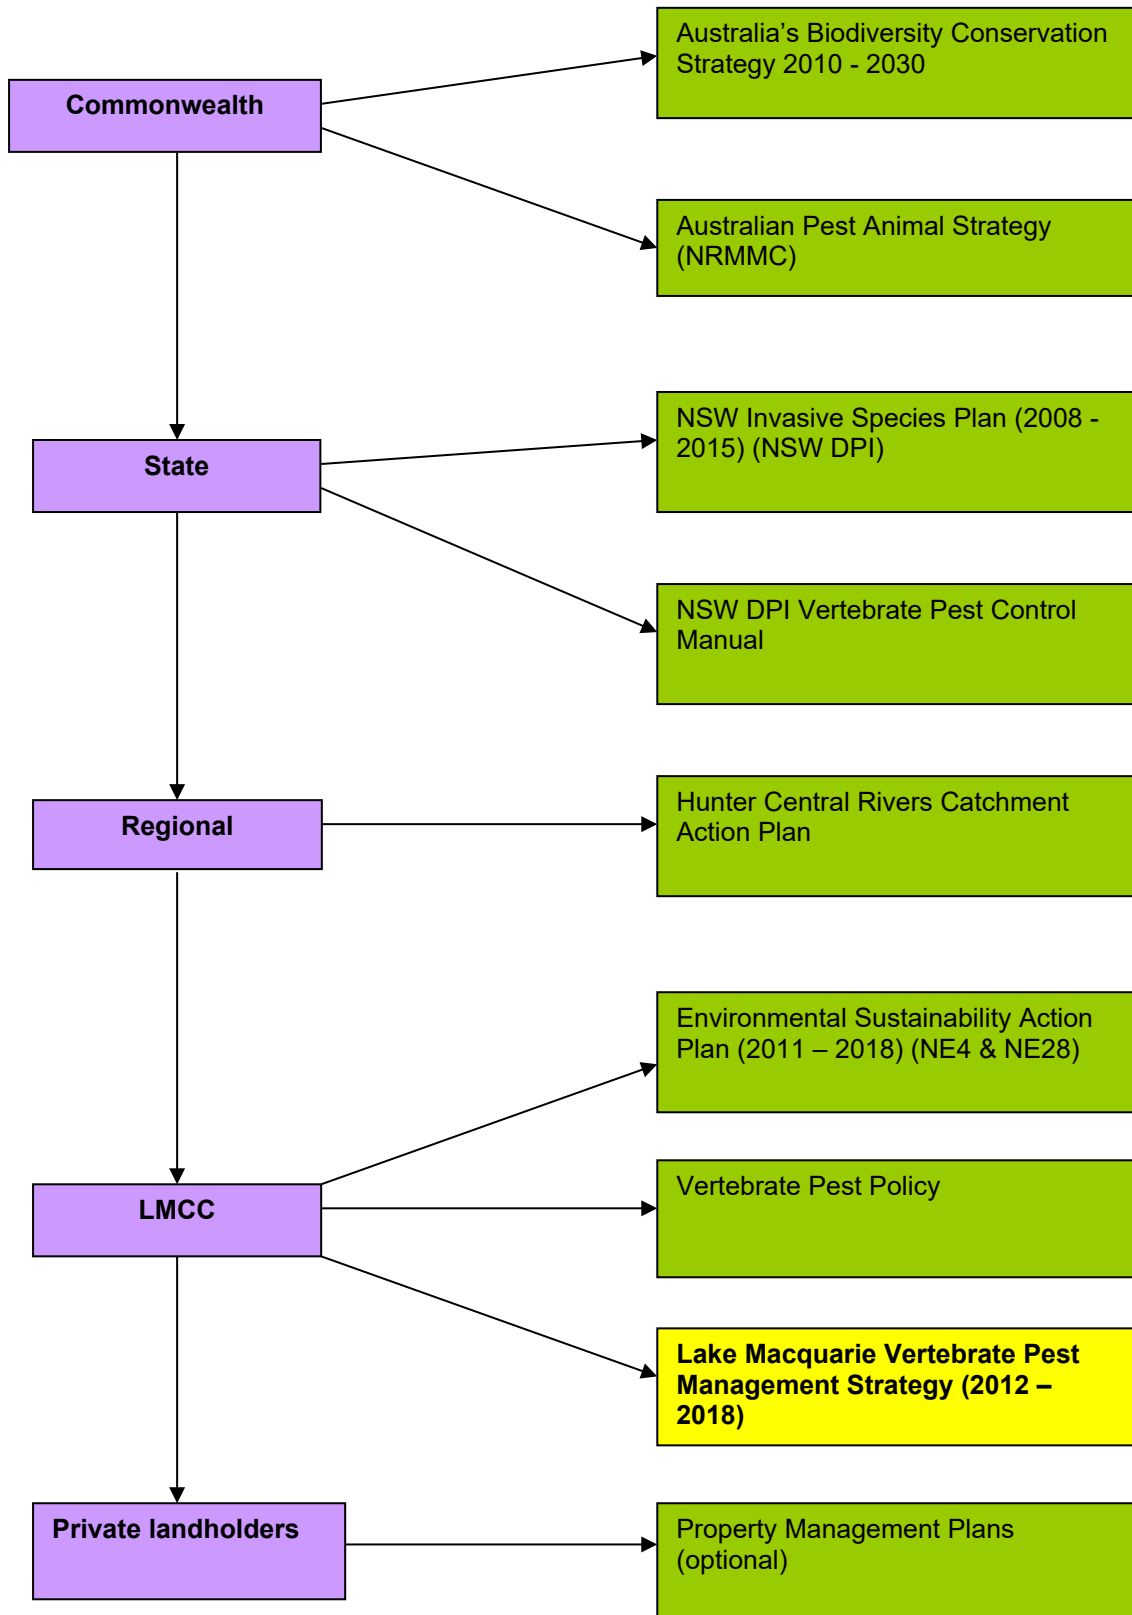 Australia’s Biodiversity Conservation
Strategy 2010 - 2030
Commonwealth
Australian Pest Animal Strategy
(NRMMC)
NSW Invasive Species Plan (2008 -
2015) (NSW DPI)
State
NSW DPI Vertebrate Pest Control
Manual
Hunter Central Rivers Catchment
Action Plan
Regional
Environmental Sustainability Action
Plan (2011 – 2018) (NE4 & NE28)
Vertebrate Pest Policy
LMCC
Lake Macquarie Vertebrate Pest
Management Strategy (2012 –
2018)
Private landholders
Property Management Plans
(optional)